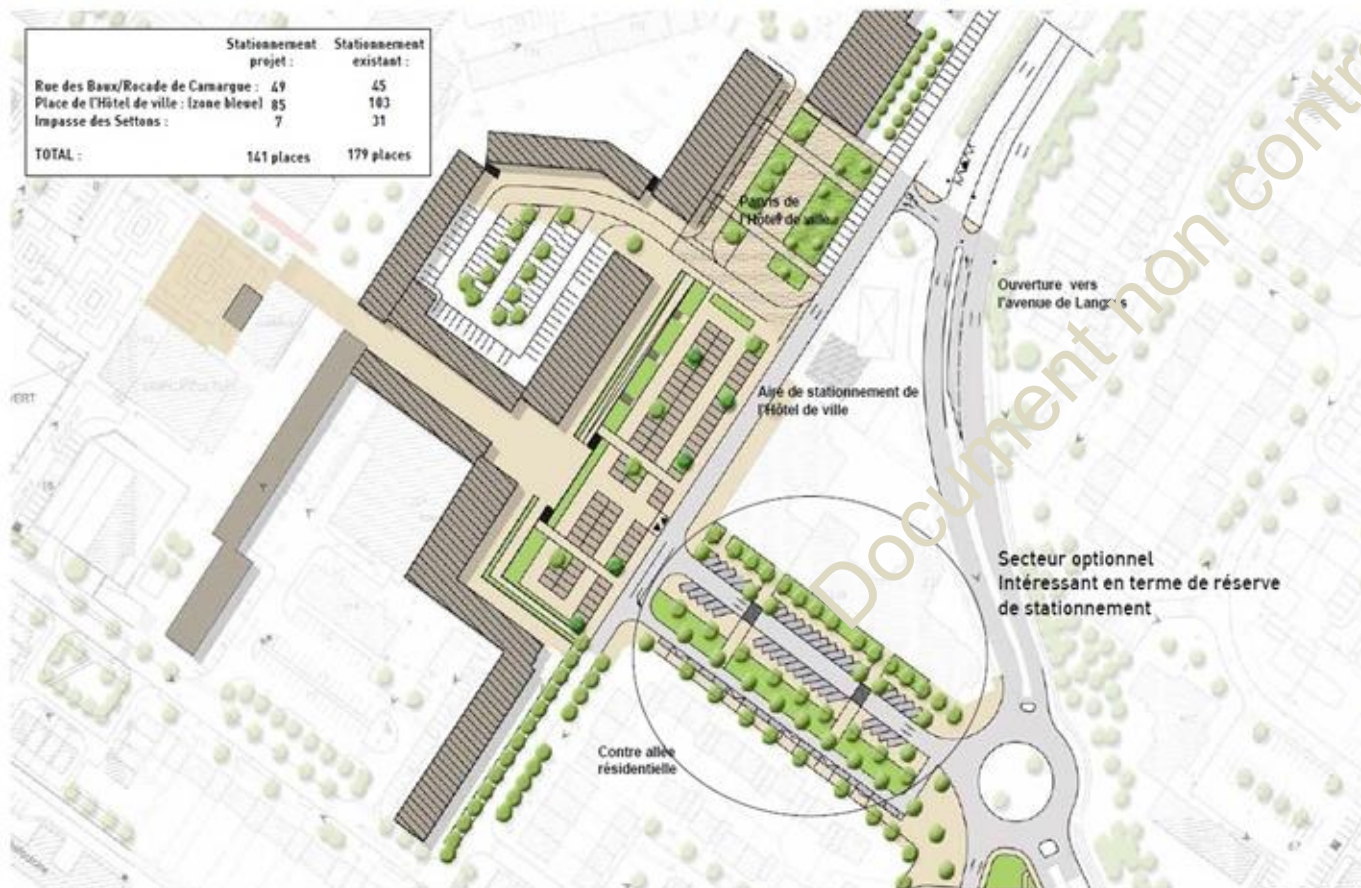 Stationnement projet : Stationnement existant :
Rue des Baux/Rocade de Camargue : 49 45
Place de l'Hôtel de ville : (zone bleue) 85 103
Impasse des Settons : 7 31
TOTAL : 141 places 179 places
Parvis de
l'Hôtel de ville
Ouverture vers
l'avenue de
Aire de stationnement de
l'Hôtel de ville
Secteur optionnel
Intéressant en terme de réserve
de stationnement
Contre allée
résidentielle
Document non